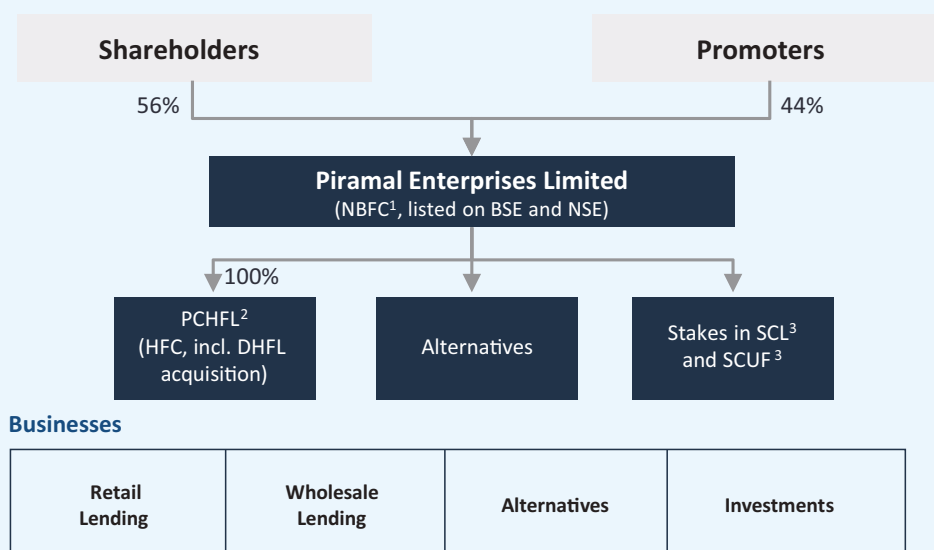 Shareholders
Promoters
56%
44%
Piramal Enterprises Limited
(NBFC¹, listed on BSE and NSE)
100%
PCHFL²
(HFC, incl. DHFL
acquisition)
Alternatives
Stakes in SCL³
and SCUF³
Businesses
Retail
Lending
Wholesale
Lending
Alternatives
Investments